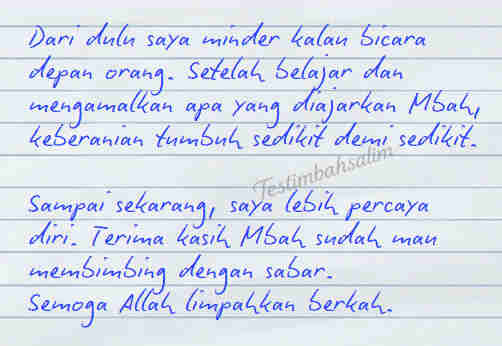 Dari dulu saya minder kalau bicara
depan orang. Setelah belajar dan
mengamalkan apa yang diajarkan Mbah,
keberanian tumbuh sedikit demi sedikit.
Testimbahsalim
Sampai sekarang, saya lebih percaya
diri. Terima kasih Mbah sudah mau
membimbing dengan sabar.
Semoga Allah limpahkan berkah.